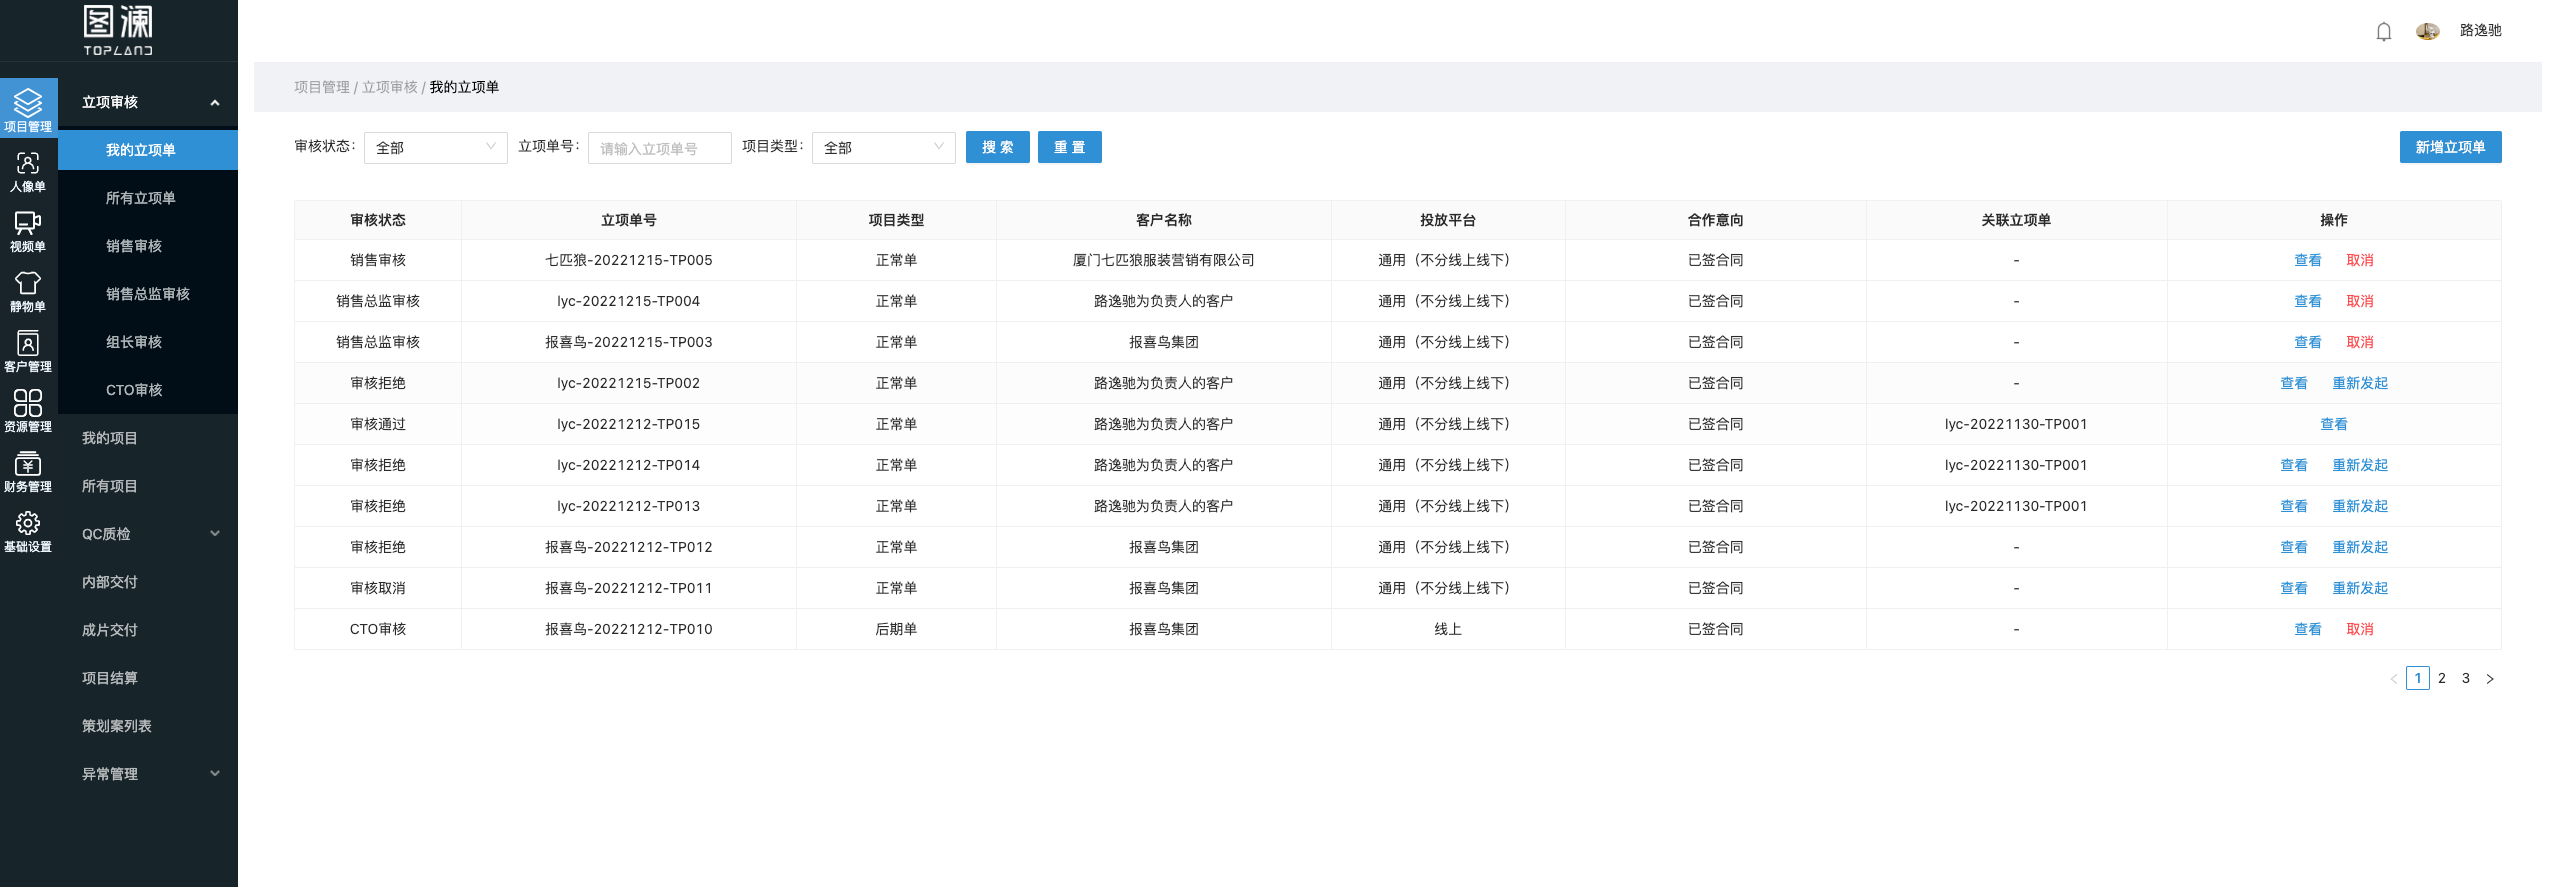 图澜
TOPLAND
路逸驰
项目管理
人像单
视频单
静物单
客户管理
资源管理
财务管理
基础设置
立项审核
我的立项单
所有立项单
销售审核
销售总监审核
组长审核
CTO审核
我的项目
所有项目
QC质检
内部交付
成片交付
项目结算
策划案列表
异常管理
项目管理 / 立项审核 / 我的立项单
审核状态： 全部 立项单号： 请输入立项单号 项目类型： 全部 搜 索 重 置 新增立项单
审核状态 立项单号 项目类型 客户名称 投放平台 合作意向 关联立项单 操作
销售审核 七匹狼-20221215-TP005 正常单 厦门七匹狼服装营销有限公司 通用（不分线上线下） 已签合同 - 查看 取消
销售总监审核 lyc-20221215-TP004 正常单 路逸驰为负责人的客户 通用（不分线上线下） 已签合同 - 查看 取消
销售总监审核 报喜鸟-20221215-TP003 正常单 报喜鸟集团 通用（不分线上线下） 已签合同 - 查看 取消
审核拒绝 lyc-20221215-TP002 正常单 路逸驰为负责人的客户 通用（不分线上线下） 已签合同 - 查看 重新发起
审核通过 lyc-20221212-TP015 正常单 路逸驰为负责人的客户 通用（不分线上线下） 已签合同 lyc-20221130-TP001 查看
审核拒绝 lyc-20221212-TP014 正常单 路逸驰为负责人的客户 通用（不分线上线下） 已签合同 lyc-20221130-TP001 查看 重新发起
审核拒绝 lyc-20221212-TP013 正常单 路逸驰为负责人的客户 通用（不分线上线下） 已签合同 lyc-20221130-TP001 查看 重新发起
审核拒绝 报喜鸟-20221212-TP012 正常单 报喜鸟集团 通用（不分线上线下） 已签合同 - 查看 重新发起
审核取消 报喜鸟-20221212-TP011 正常单 报喜鸟集团 通用（不分线上线下） 已签合同 - 查看 重新发起
CTO审核 报喜鸟-20221212-TP010 后期单 报喜鸟集团 线上 已签合同 - 查看 取消
< 1 2 3 >